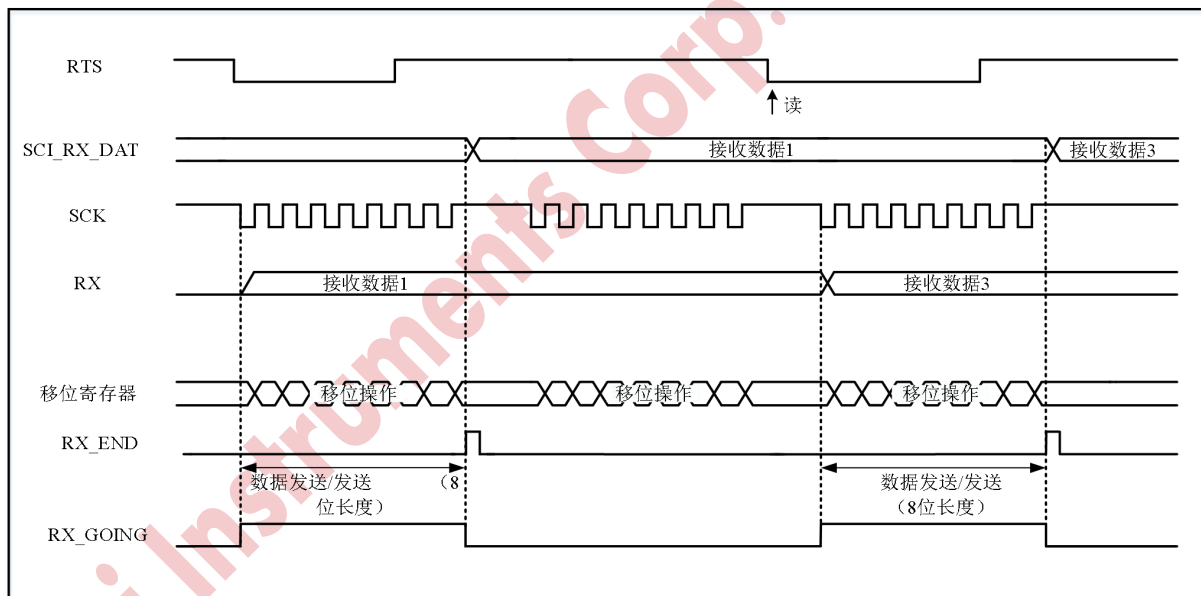 RTS
读
SCI_RX_DAT
接收数据1
接收数据3
SCK
RX
接收数据1
接收数据3
移位寄存器
移位操作
移位操作
移位操作
RX_END
数据发送/发送 (8
位长度)
数据发送/发送
(8位长度)
RX_GOING
i Instruments Corp.